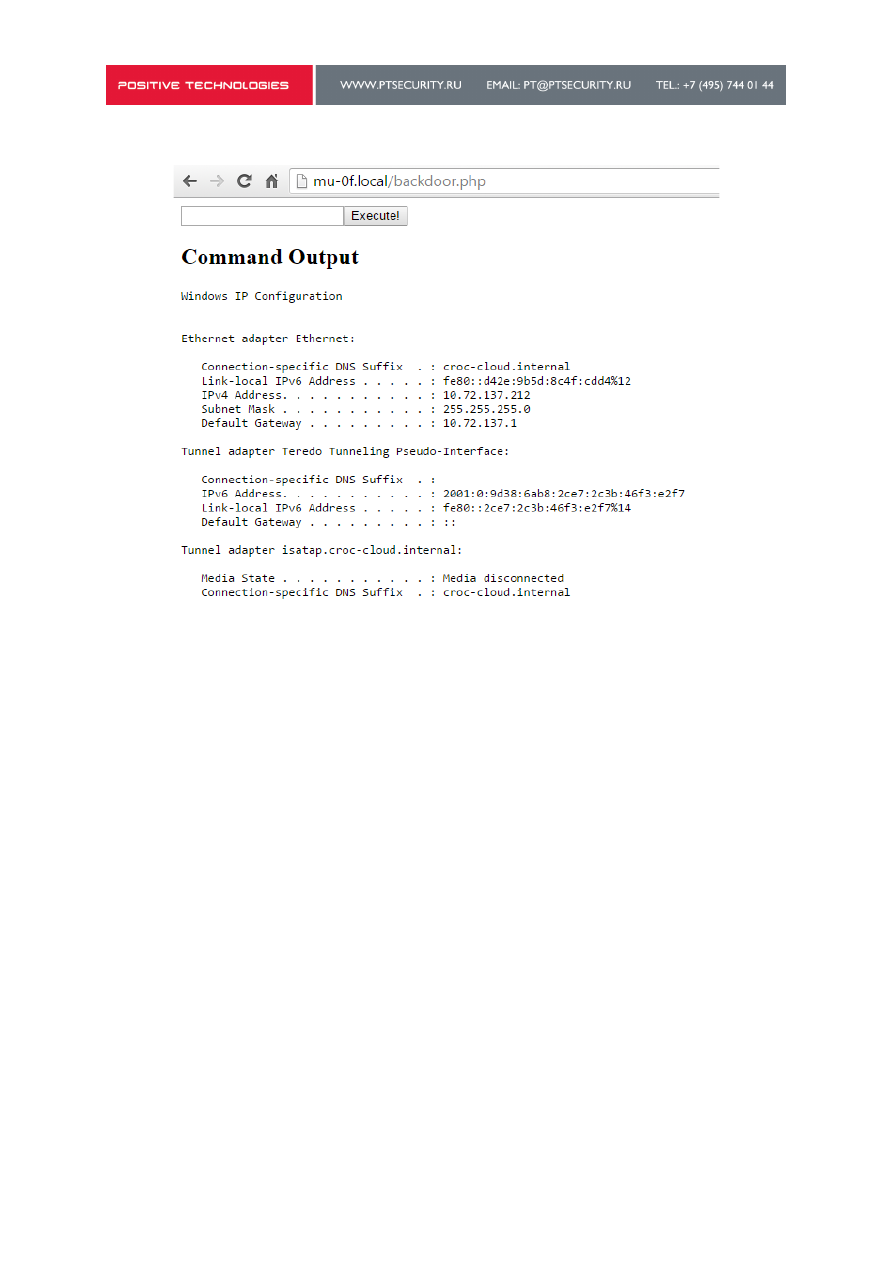 POSITIVE TECHNOLOGIES WWW.PTSECURITY.RU EMAIL: PT@PTSECURITY.RU TEL.: +7 (495) 744 01 44
mu-0f.local/backdoor.php
Execute!
Command Output
Windows IP Configuration
Ethernet adapter Ethernet:
Connection-specific DNS Suffix . : croc-cloud.internal
Link-local IPv6 Address . . . . . : fe80::d42e:9b5d:8c4f:cdd4%12
IPv4 Address. . . . . . . . . . . : 10.72.137.212
Subnet Mask . . . . . . . . . . . : 255.255.255.0
Default Gateway . . . . . . . . . : 10.72.137.1
Tunnel adapter Teredo Tunneling Pseudo-Interface:
Connection-specific DNS Suffix . :
IPv6 Address. . . . . . . . . . . : 2001:0:9d38:6ab8:2ce7:2c3b:46f3:e2f7
Link-local IPv6 Address . . . . . : fe80::2ce7:2c3b:46f3:e2f7%14
Default Gateway . . . . . . . . . : ::
Tunnel adapter isatap.croc-cloud.internal:
Media State . . . . . . . . . . . : Media disconnected
Connection-specific DNS Suffix . : croc-cloud.internal